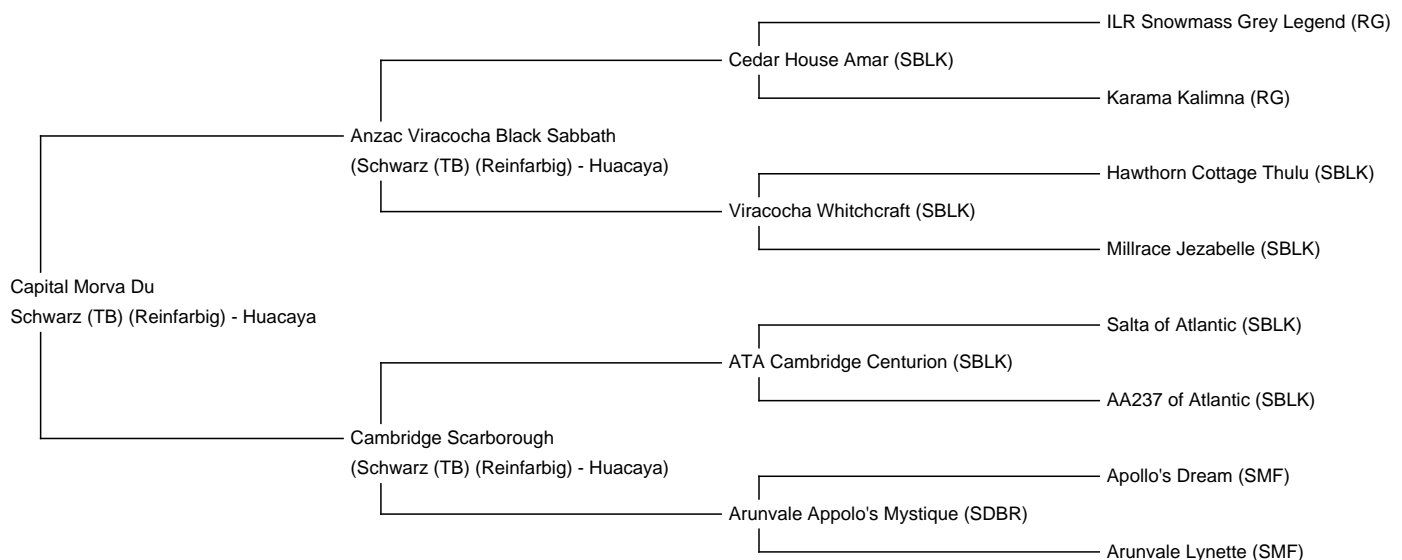 ILR Snowmass Grey Legend (RG)
Cedar House Amar (SBLK)
Karama Kalimna (RG)
Anzac Viracocha Black Sabbath
(Schwarz (TB) (Reinfarbig) - Huacaya)
Hawthorn Cottage Thulu (SBLK)
Viracocha Whitchcraft (SBLK)
Millrace Jezabelle (SBLK)
Capital Morva Du
Schwarz (TB) (Reinfarbig) - Huacaya
Salta of Atlantic (SBLK)
ATA Cambridge Centurion (SBLK)
AA237 of Atlantic (SBLK)
Cambridge Scarborough
(Schwarz (TB) (Reinfarbig) - Huacaya)
Apollo's Dream (SMF)
Arunvale Appolo's Mystique (SDBR)
Arunvale Lynette (SMF)